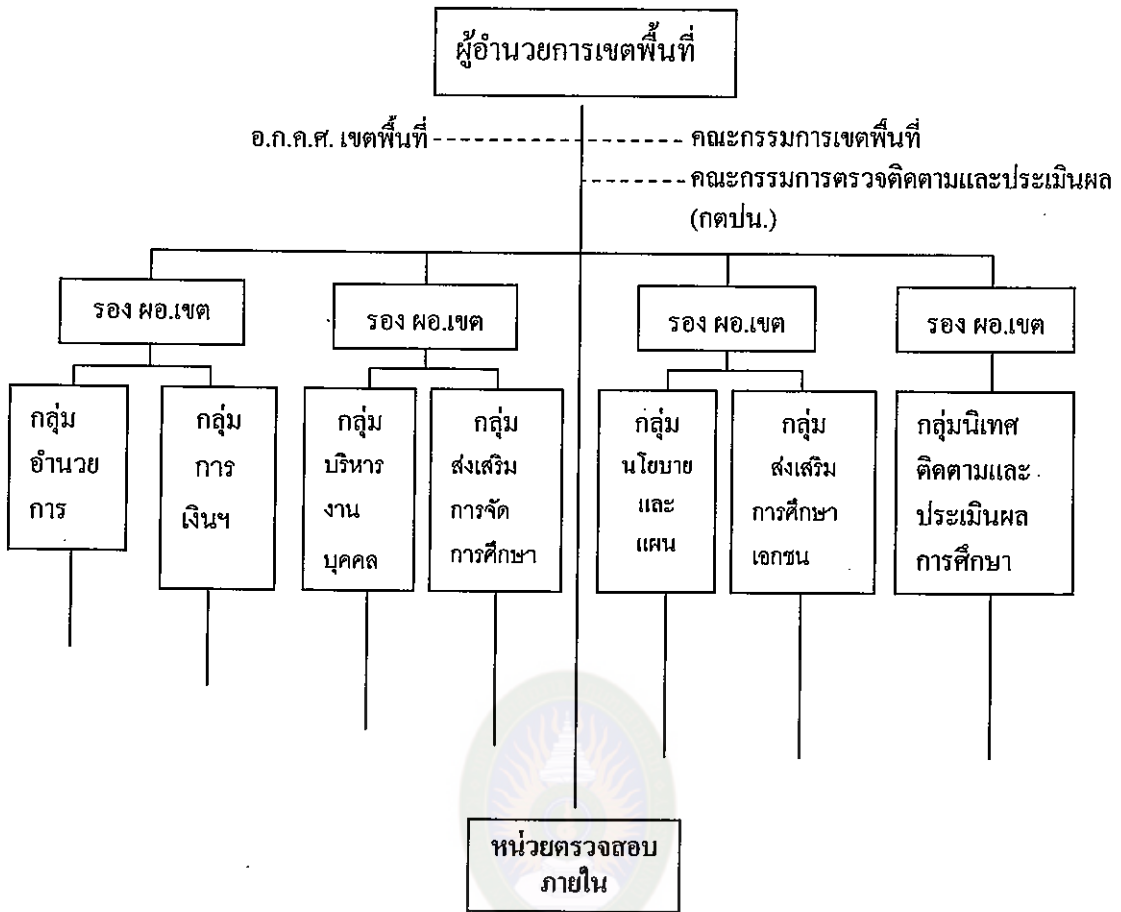 ผู้อำนวยการเขตพื้นที่
อ.ก.ค.ศ. เขตพื้นที่
คณะกรรมการเขตพื้นที่
คณะกรรมการตรวจติดตามและประเมินผล
(กตปน.)
รอง ผอ.เขต
รอง ผอ.เขต
รอง ผอ.เขต
รอง ผอ.เขต
กลุ่ม
อำนวย
การ
กลุ่ม
การ
เงินฯ
กลุ่ม
บริหาร
งาน
บุคคล
กลุ่ม
ส่งเสริม
การจัด
การศึกษา
กลุ่ม
นโยบาย
และ
แผน
กลุ่ม
ส่งเสริม
การศึกษา
เอกชน
กลุ่มนิเทศ
ติดตามและ
ประเมินผล
การศึกษา
หน่วยตรวจสอบ
ภายใน